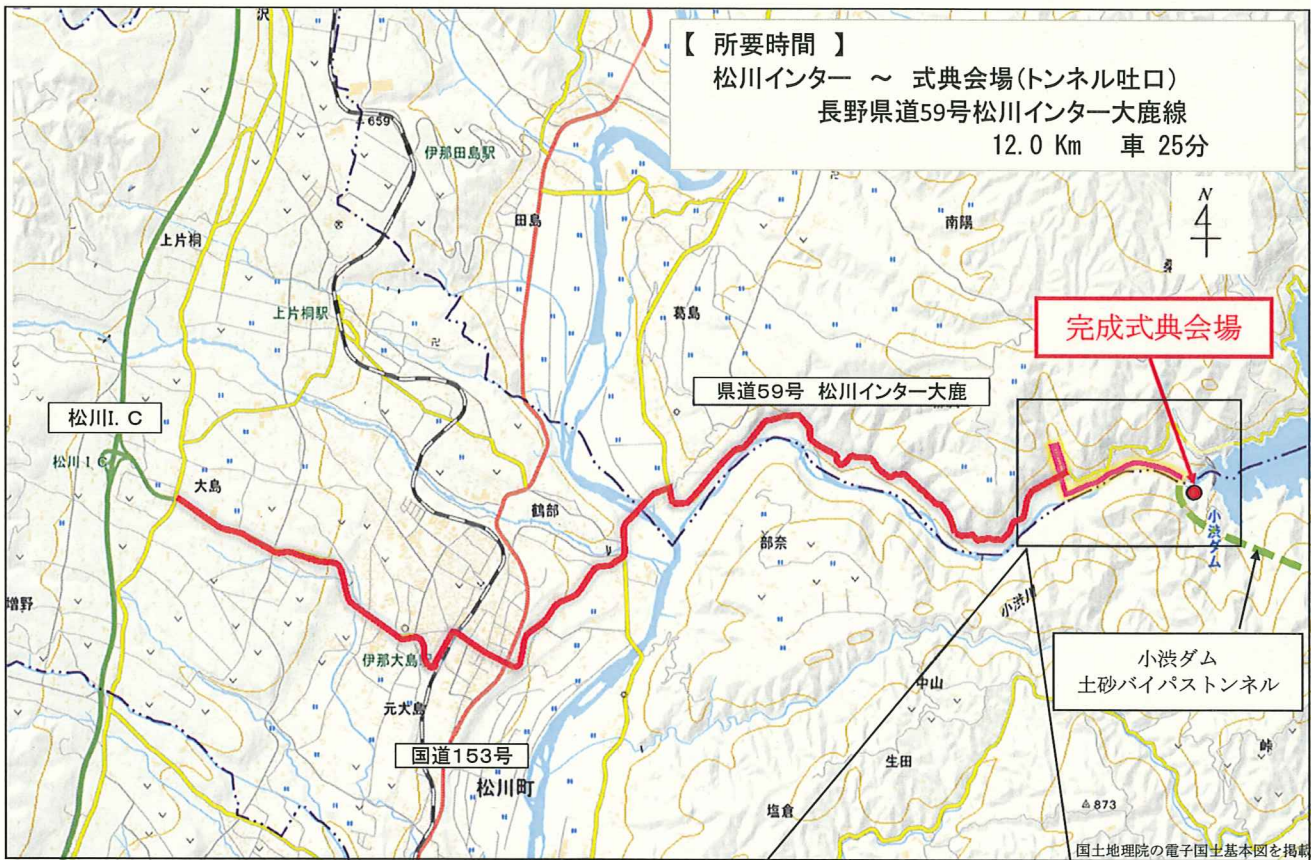 【 所要時間 】
松川インター ～ 式典会場(トンネル吐口)
長野県道59号松川インター大鹿線
12.0 Km 車 25分
沢
659
伊那田島駅
田島
南陽
N
上片桐
上片桐駅
葛島
完成式典会場
県道59号 松川インター大鹿
松川I. C
松川ＩＣ
大島
鶴部
部奈
小渋ダム
増野
小渋川
伊那大島駅
小渋ダム
土砂バイパストンネル
中山
元大島
国道153号
松川町
生田
峠
塩倉
873
国土地理院の電子国土基本図を掲載